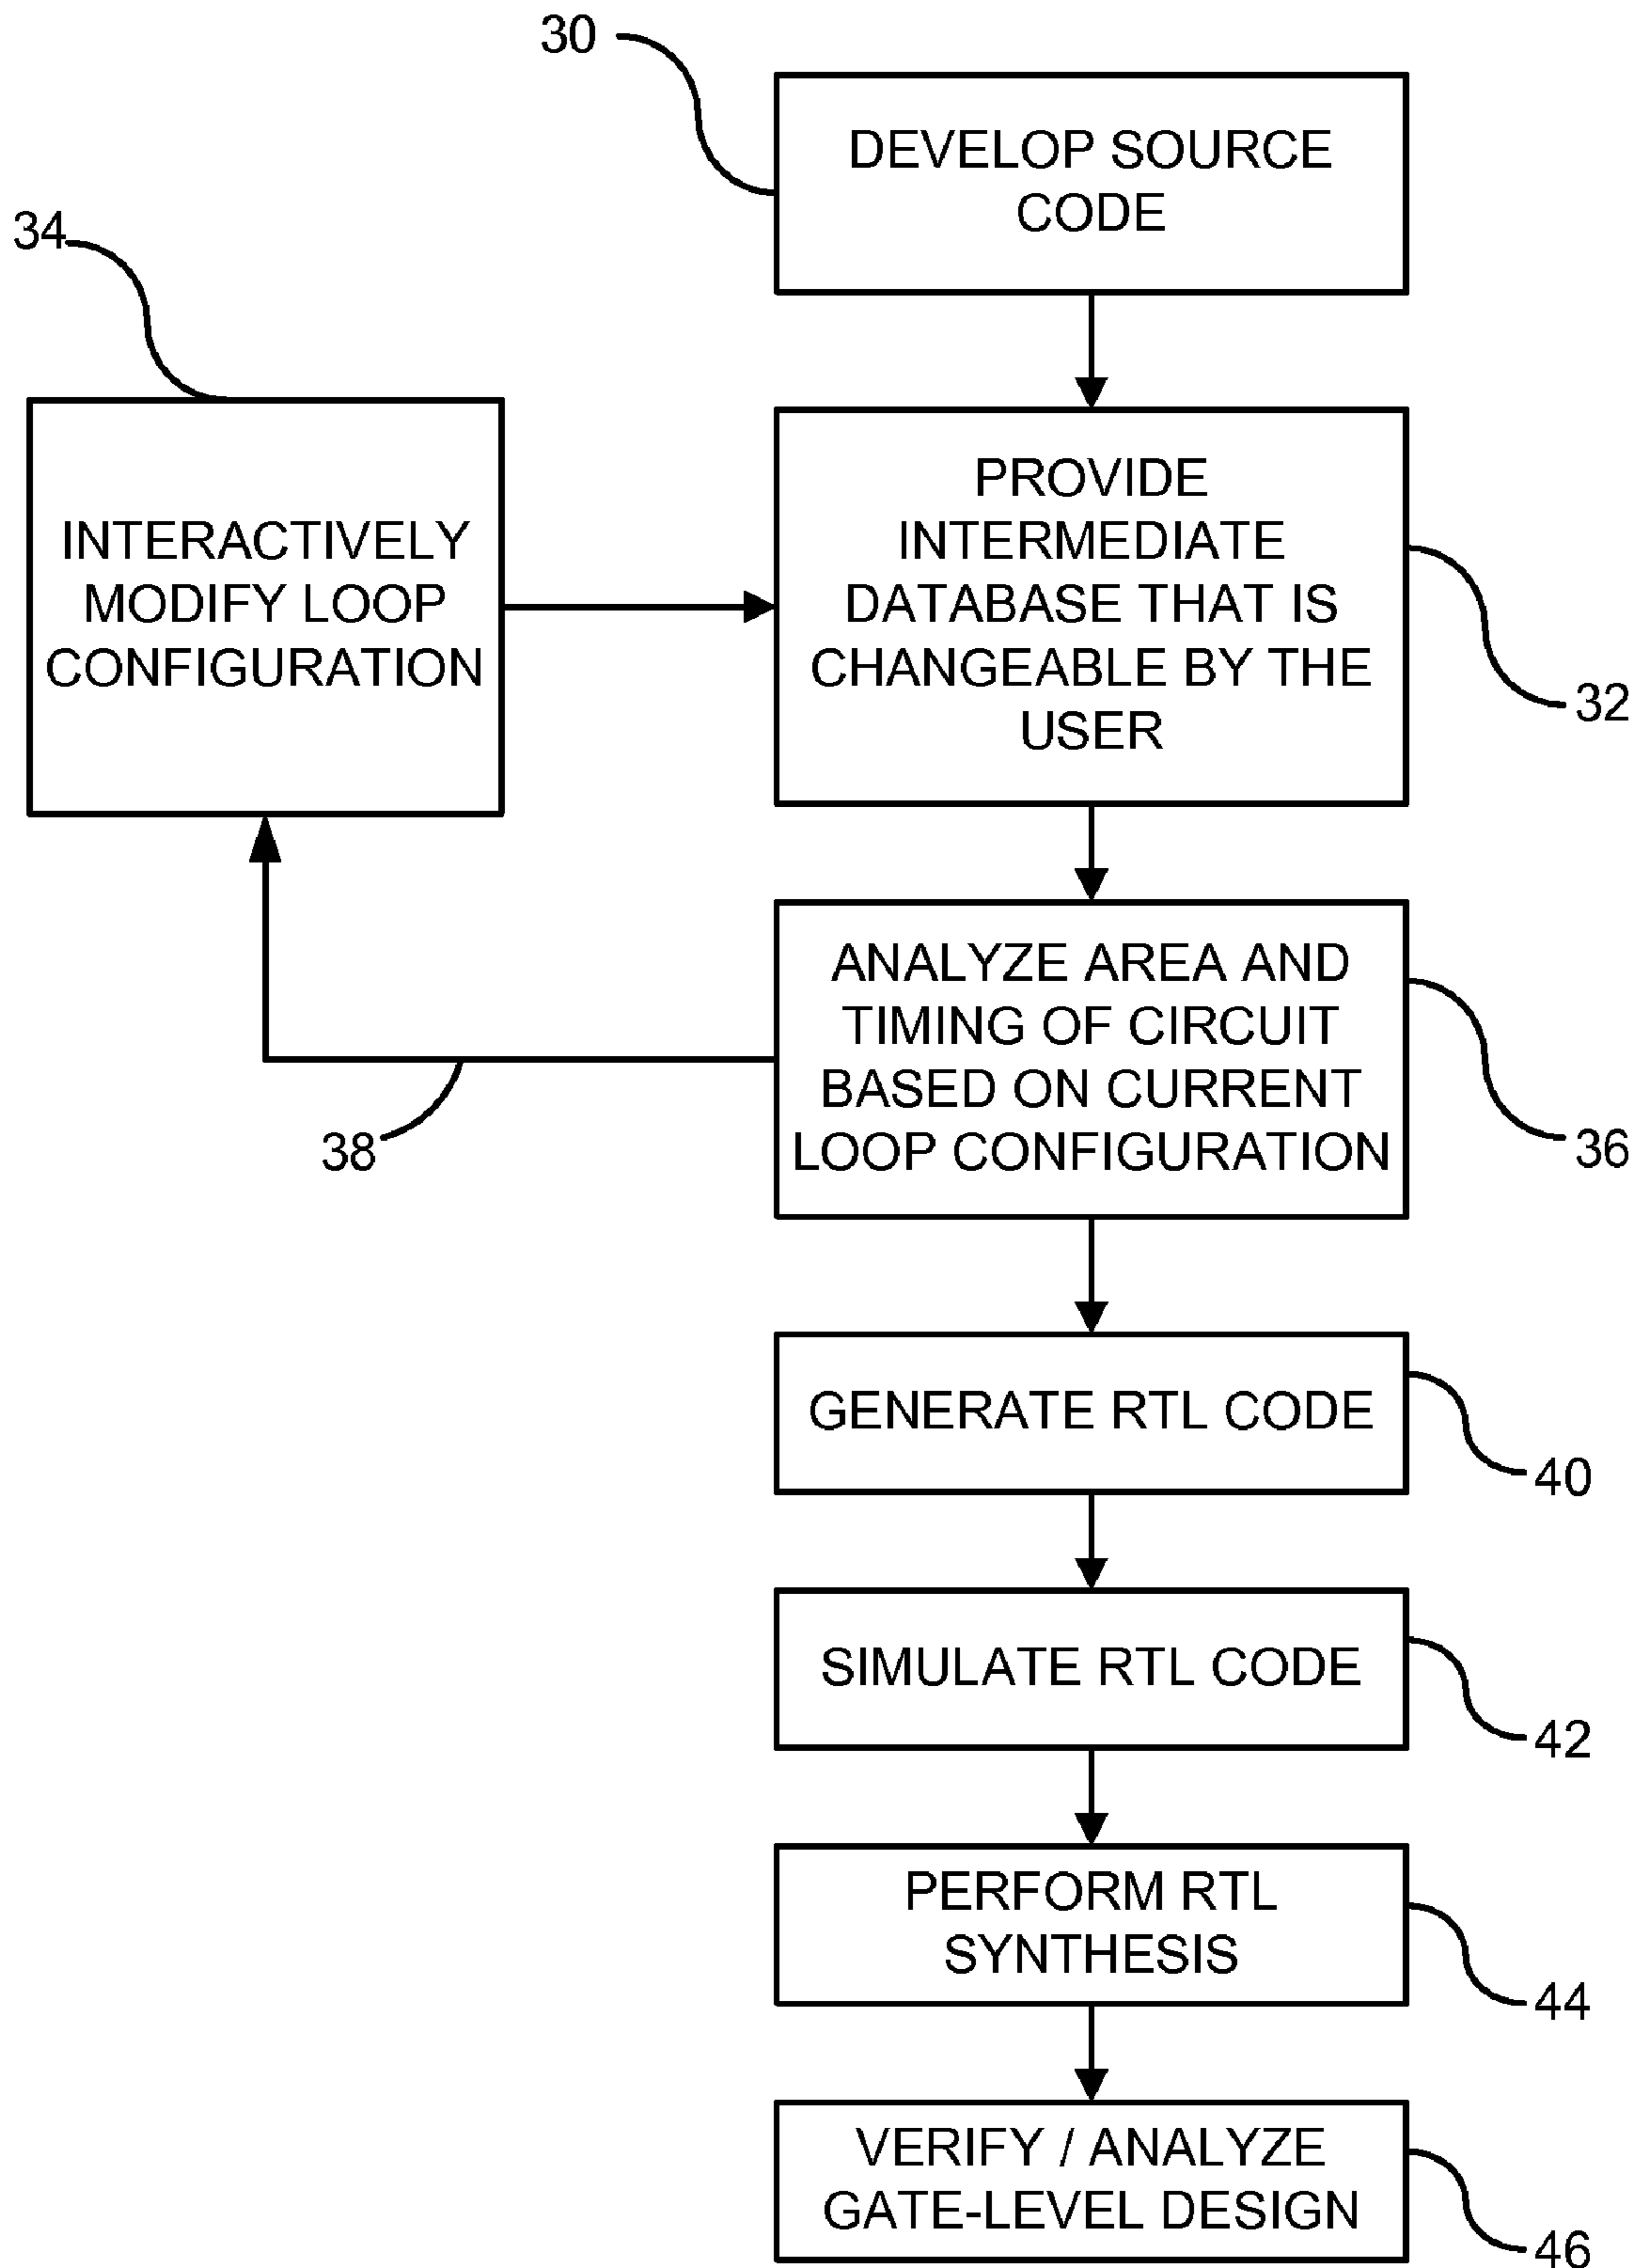 30
DEVELOP SOURCE
CODE
34
INTERACTIVELY
MODIFY LOOP
CONFIGURATION
PROVIDE
INTERMEDIATE
DATABASE THAT IS
CHANGEABLE BY THE
USER
32
ANALYZE AREA AND
TIMING OF CIRCUIT
BASED ON CURRENT
LOOP CONFIGURATION
36
38
GENERATE RTL CODE
40
SIMULATE RTL CODE
42
PERFORM RTL
SYNTHESIS
44
VERIFY / ANALYZE
GATE-LEVEL DESIGN
46